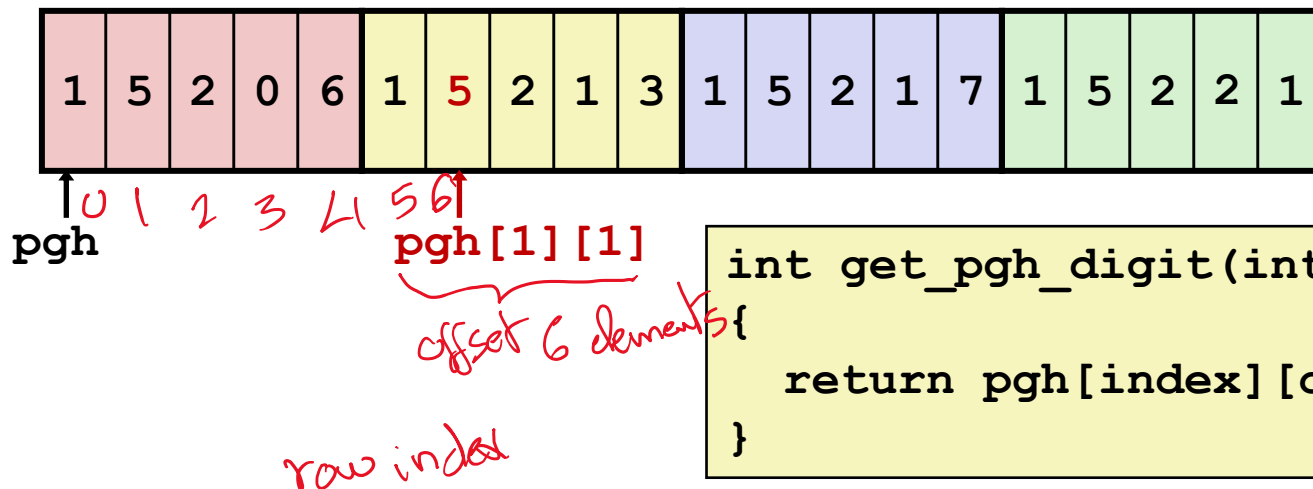 1 5 2 0 6 1 5 2 1 3 1 5 2 1 7 1 5 2 2 1
0 1 2 3 4 5 6
pgh
pgh[1][1]
offset 6 elements
row index
int get_pgh_digit(int
{
return pgh[index][
}